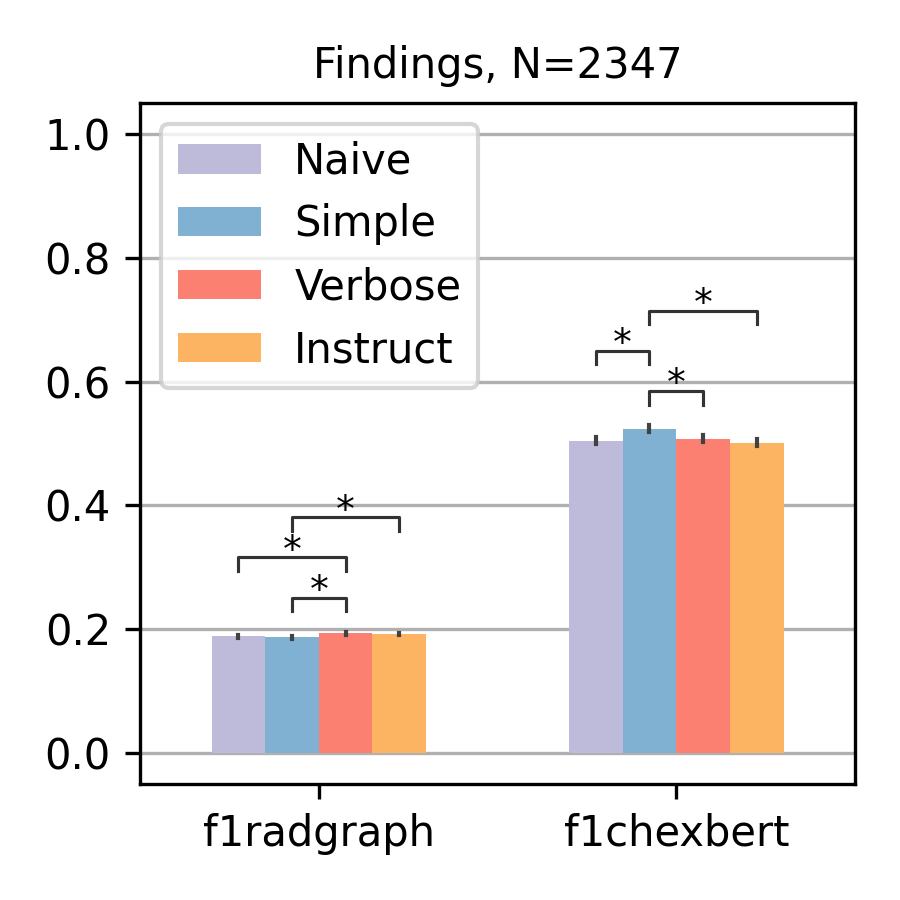 Findings, N=2347
1.0
0.8
0.6
0.4
0.2
0.0
Naive
Simple
Verbose
Instruct
*
*
*
*
*
*
f1radgraph
f1chexbert